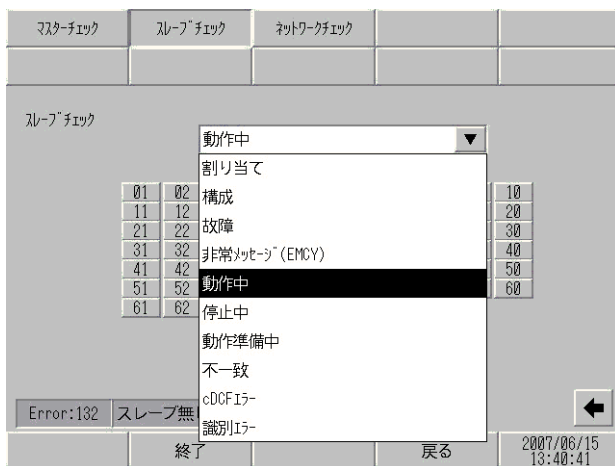 ﾏｽﾀｰﾁｪｯｸ ｽﾚｰﾌﾞﾁｪｯｸ ﾈｯﾄﾜｰｸﾁｪｯｸ
ｽﾚｰﾌﾞﾁｪｯｸ
動作中 ▼
割り当て
構成
故障
非常ﾒｯｾｰｼﾞ(EMCY)
動作中
停止中
動作準備中
不一致
cDCFｴﾗｰ
識別ｴﾗｰ
01 02 10
11 12 20
21 22 30
31 32 40
41 42 50
51 52 60
61 62
Error:132 スレーブ無
終了 戻る 2007/06/15
13:40:41